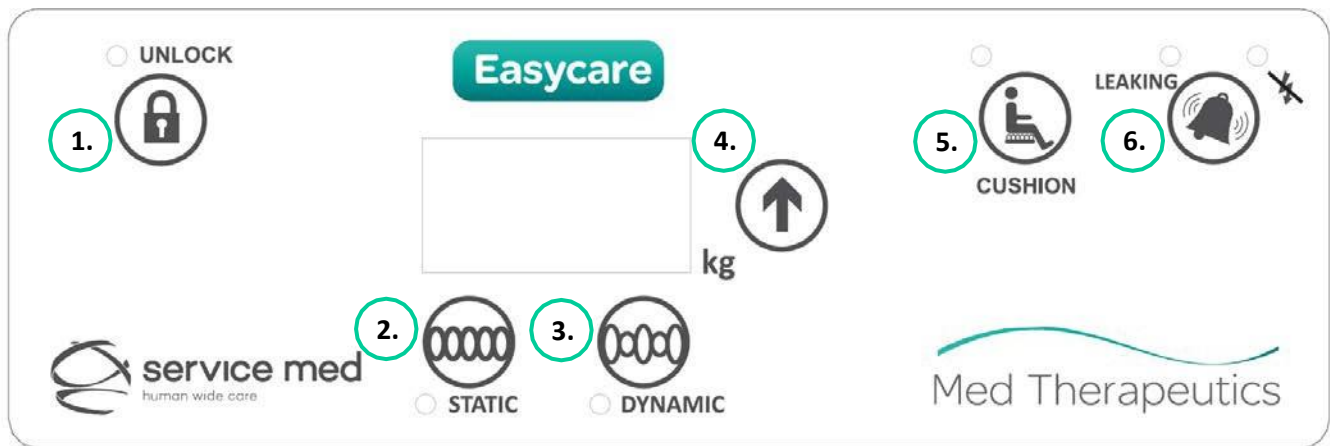 UNLOCK
Easycare
LEAKING
1.
4.
5.
6.
CUSHION
kg
2.
3.
service med
human wide care
STATIC
DYNAMIC
Med Therapeutics